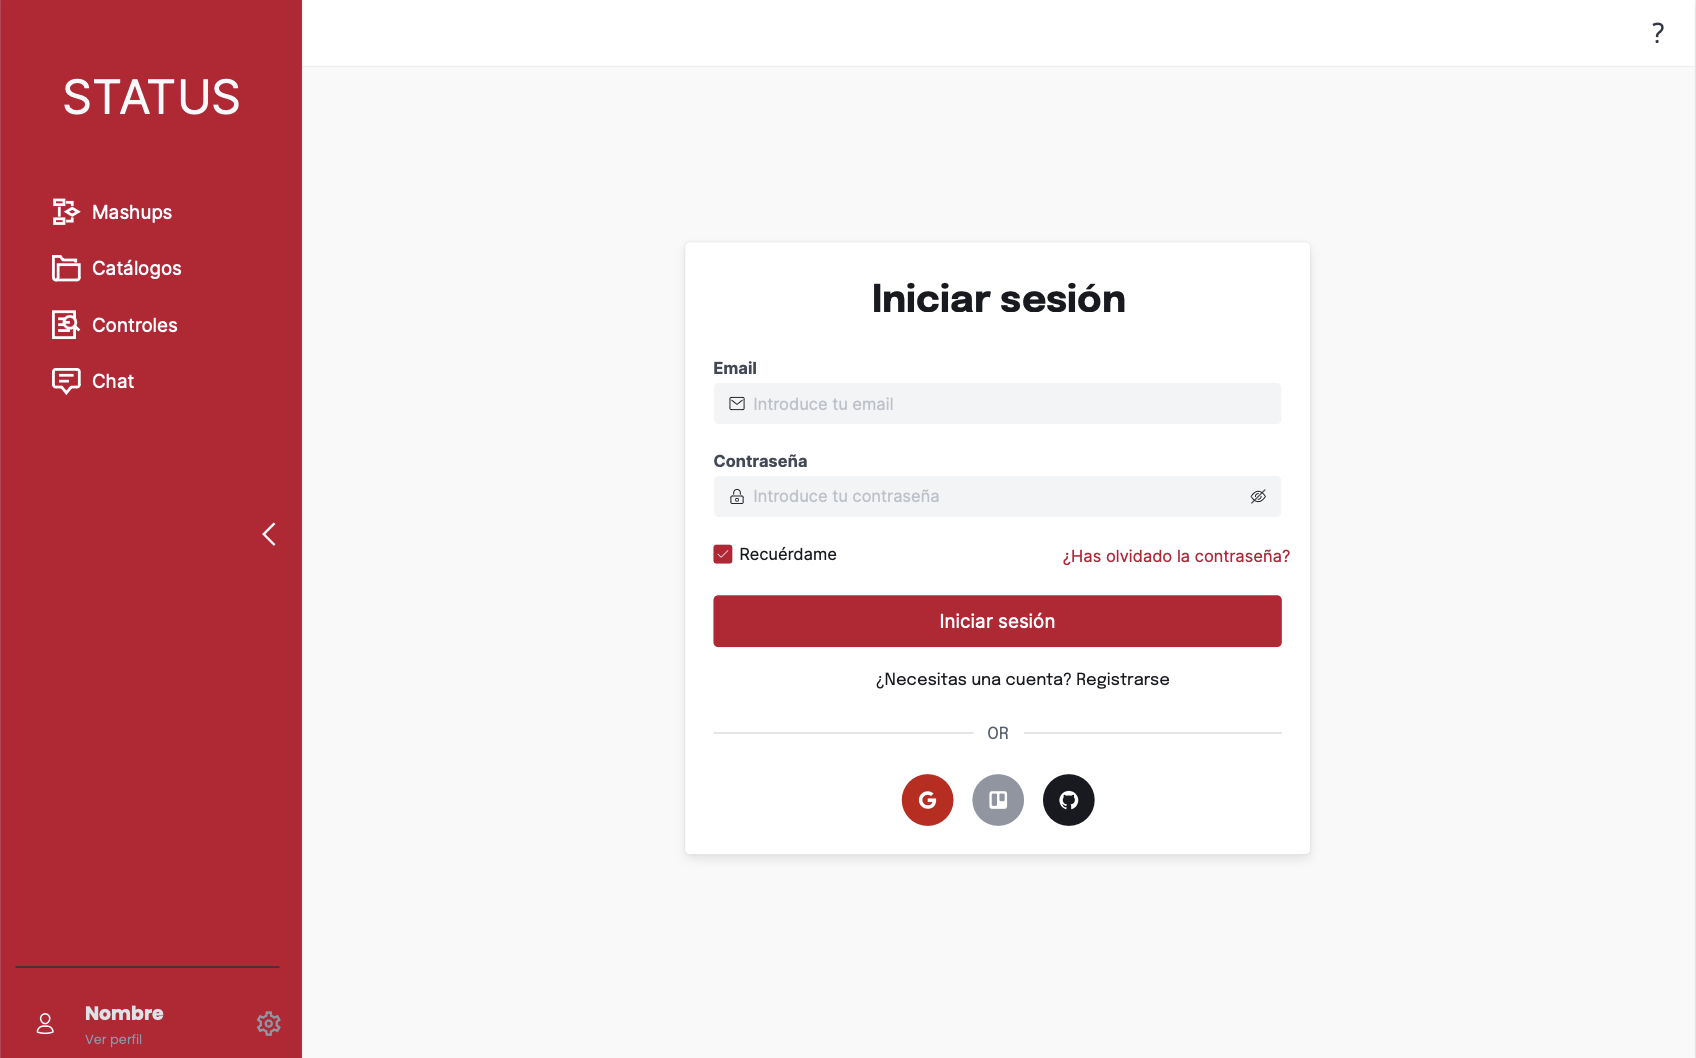 ?
STATUS
Mashups
Catálogos
Controles
Chat
Iniciar sesión
Email
Introduce tu email
Contraseña
Introduce tu contraseña
Recuérdame
¿Has olvidado la contraseña?
Iniciar sesión
¿Necesitas una cuenta? Registrarse
OR
G
Nombre
Ver perfil